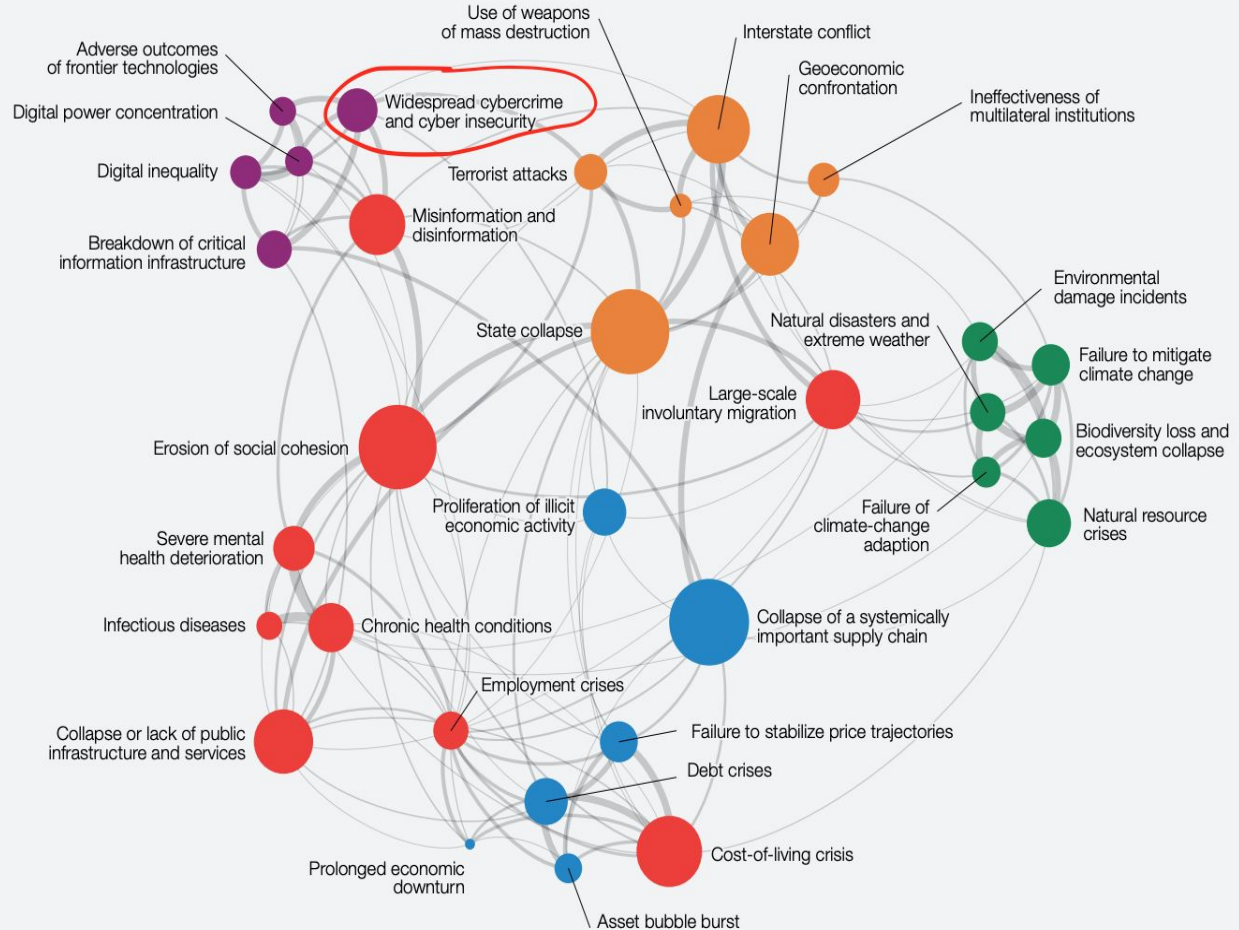 Use of weapons
of mass destruction
Interstate conflict
Adverse outcomes
of frontier technologies
Geoeconomic
confrontation
Widespread cybercrime
and cyber insecurity
Ineffectiveness of
multilateral institutions
Digital power concentration
Digital inequality
Terrorist attacks
Misinformation and
disinformation
Breakdown of critical
information infrastructure
Environmental
damage incidents
State collapse
Natural disasters and
extreme weather
Failure to mitigate
climate change
Large-scale
involuntary migration
Biodiversity loss and
ecosystem collapse
Erosion of social cohesion
Proliferation of illicit
economic activity
Failure of
climate-change
adaption
Natural resource
crises
Severe mental
health deterioration
Infectious diseases
Chronic health conditions
Collapse of a systemically
important supply chain
Employment crises
Collapse or lack of public
infrastructure and services
Failure to stabilize price trajectories
Debt crises
Cost-of-living crisis
Prolonged economic
downturn
Asset bubble burst